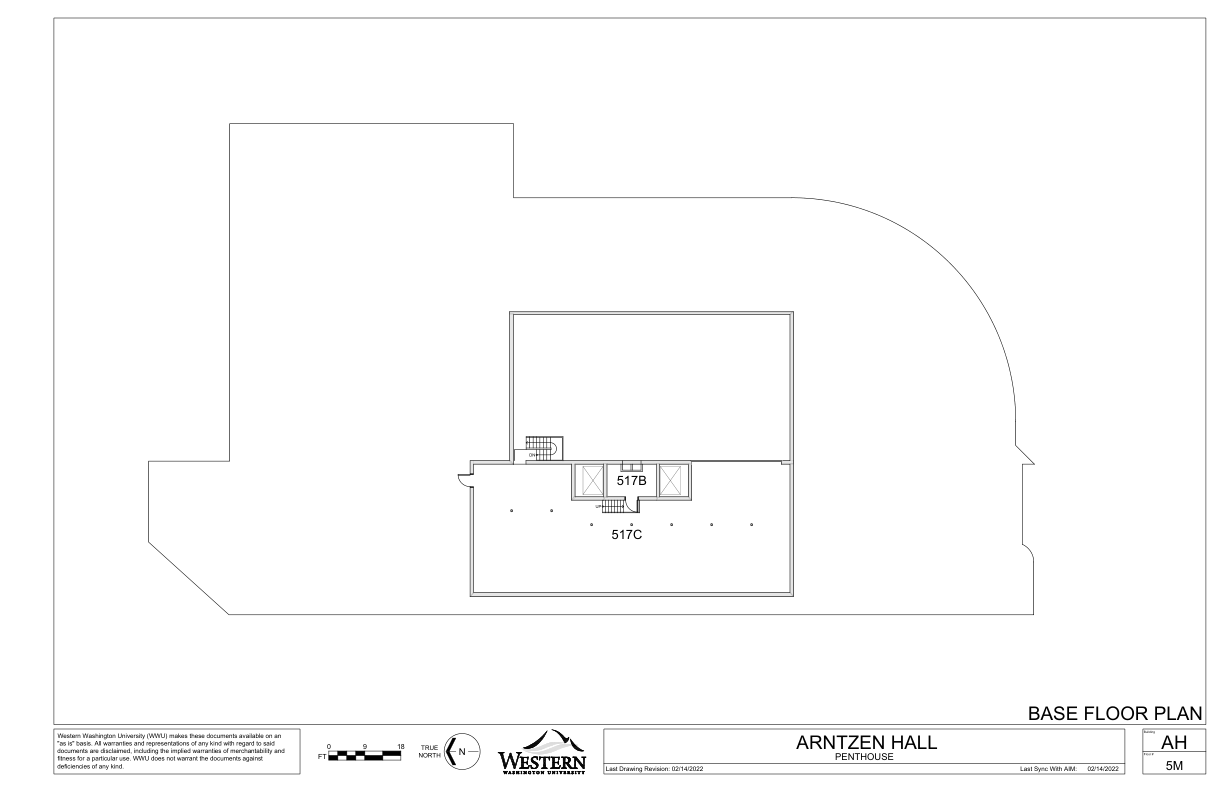 DN
517B
UP
517C
BASE FLOOR PLAN
Western Washington University (WWU) makes these documents available on an
"as is" basis. All warranties and representations of any kind with regard to said
documents are disclaimed, including the implied warranties of merchantability and
fitness for a particular use. WWU does not warrant the documents against
deficiencies of any kind.
0 9 18
FT
TRUE
NORTH
N
WESTERN
WASHINGTON UNIVERSITY
ARNTZEN HALL
PENTHOUSE
Last Drawing Revision: 02/14/2022
Last Sync With AIM: 02/14/2022
Building
AH
5M